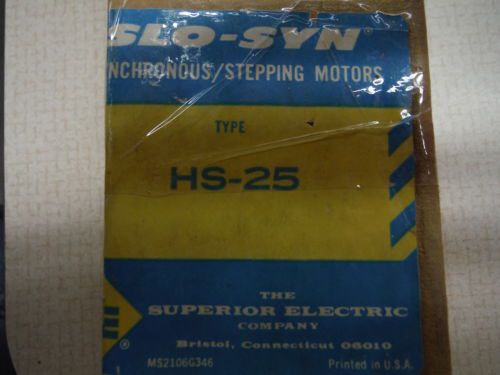 SLO-SYN®
NCHRONOUS/STEPPING MOTORS
TYPE
HS-25
THE
SUPERIOR ELECTRIC
COMPANY
Bristol, Connecticut 06010
E®
MS2106G346 Printed in U.S.A.